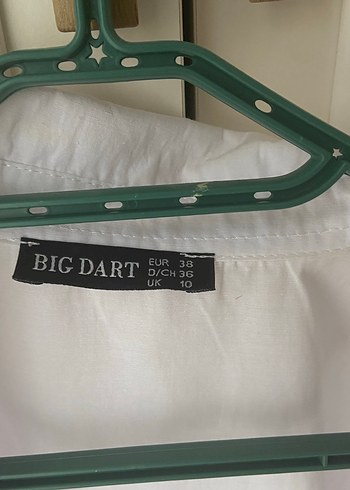 BIG DART
EUR 38
D/CH 36
UK 10